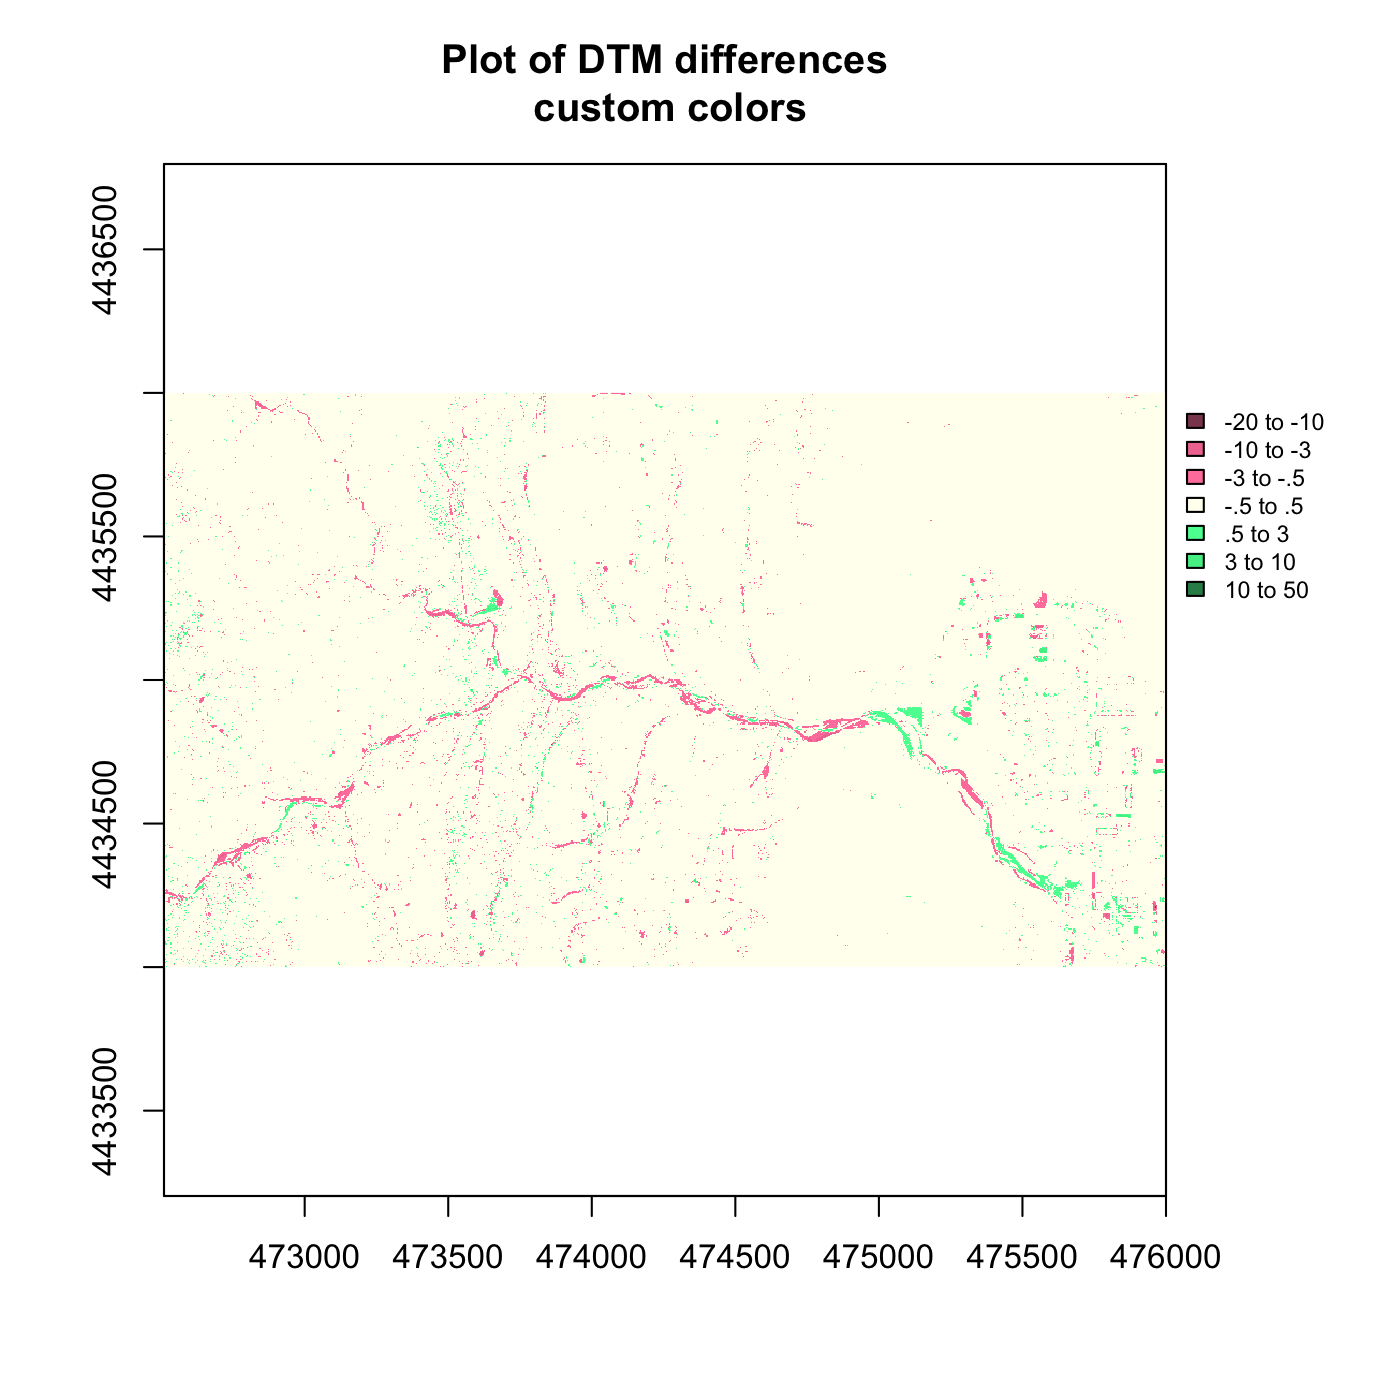 Plot of DTM differences
custom colors
4436500
4435500
4434500
4433500
-20 to -10
-10 to -3
-3 to -.5
-.5 to .5
.5 to 3
3 to 10
10 to 50
473000 473500 474000 474500 475000 475500 476000